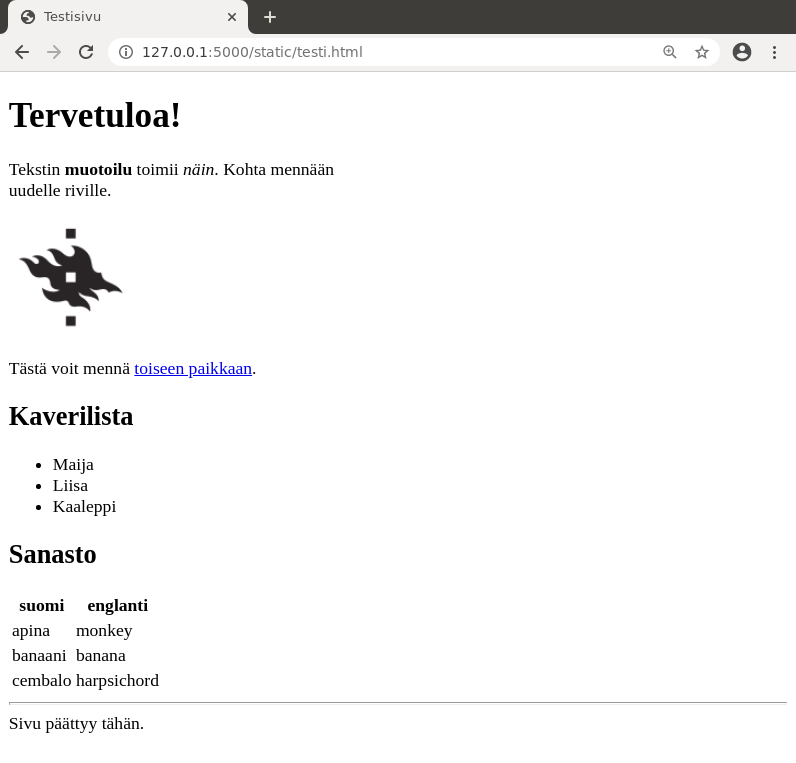 Testisivu
127.0.0.1:5000/static/testi.html
Tervetuloa!
Tekstin muotoilu toimii näin. Kohta mennään
uudelle riville.
Tästä voit mennä toiseen paikkaan.
Kaverilista
Maija
Liisa
Kaaleppi
Sanasto
suomi englanti
apina monkey
banaani banana
cembalo harpsichord
Sivu päättyy tähän.